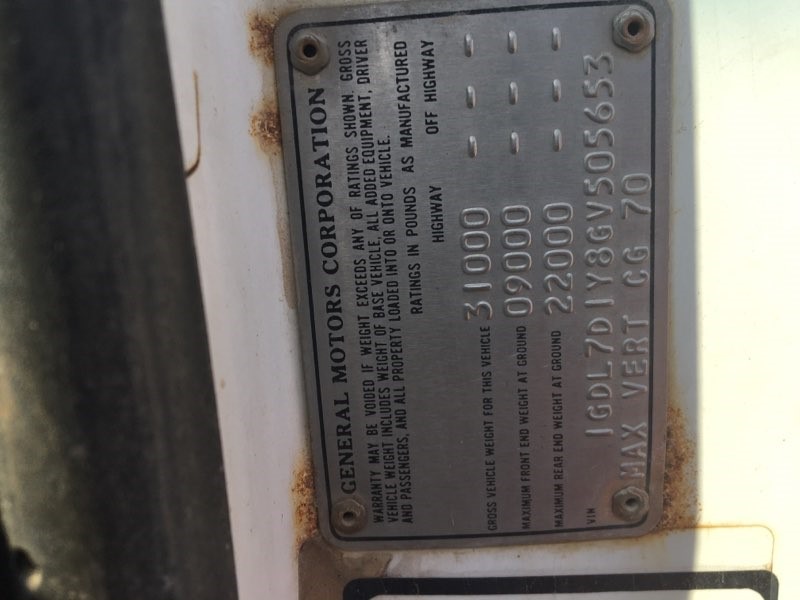 GENERAL MOTORS CORPORATION
WARRANTY MAY BE VOIDED IF WEIGHT EXCEEDS ANY OF RATINGS SHOWN. GROSS
VEHICLE WEIGHT INCLUDES WEIGHT OF BASE VEHICLE, ALL ADDED EQUIPMENT, DRIVER
AND PASSENGERS, AND ALL PROPERTY LOADED INTO OR ONTO VEHICLE.
RATINGS IN POUNDS AS MANUFACTURED
HIGHWAY OFF HIGHWAY
GROSS VEHICLE WEIGHT FOR THIS VEHICLE 31000 - - -
MAXIMUM FRONT END WEIGHT AT GROUND 09000 - - -
MAXIMUM REAR END WEIGHT AT GROUND 22000 - - -
VIN 1GDL7D1Y8GV505653
MAX VERT CG 70